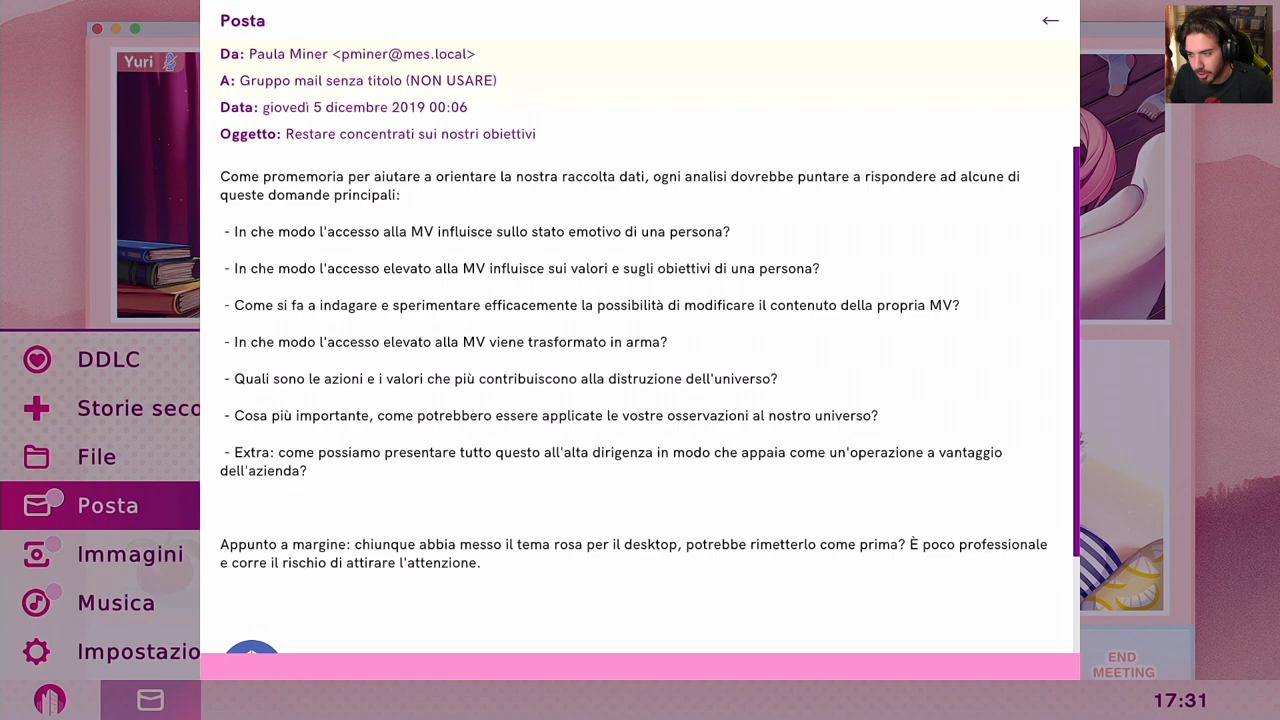 Posta
←
Da: Paula Miner <pminer@mes.local>
A: Gruppo mail senza titolo (NON USARE)
Data: giovedì 5 dicembre 2019 00:06
Oggetto: Restare concentrati sui nostri obiettivi
Yuri
Come promemoria per aiutare a orientare la nostra raccolta dati, ogni analisi dovrebbe puntare a rispondere ad alcune di
queste domande principali:
- In che modo l'accesso alla MV influisce sullo stato emotivo di una persona?
- In che modo l'accesso elevato alla MV influisce sui valori e sugli obiettivi di una persona?
- Come si fa a indagare e sperimentare efficacemente la possibilità di modificare il contenuto della propria MV?
- In che modo l'accesso elevato alla MV viene trasformato in arma?
- Quali sono le azioni e i valori che più contribuiscono alla distruzione dell'universo?
- Cosa più importante, come potrebbero essere applicate le vostre osservazioni al nostro universo?
- Extra: come possiamo presentare tutto questo all'alta dirigenza in modo che appaia come un'operazione a vantaggio
dell'azienda?
Appunto a margine: chiunque abbia messo il tema rosa per il desktop, potrebbe rimetterlo come prima? È poco professionale
e corre il rischio di attirare l'attenzione.
DDLC
Storie seco
File
Posta
Immagini
Musica
Impostazio
END
MEETING
17:31